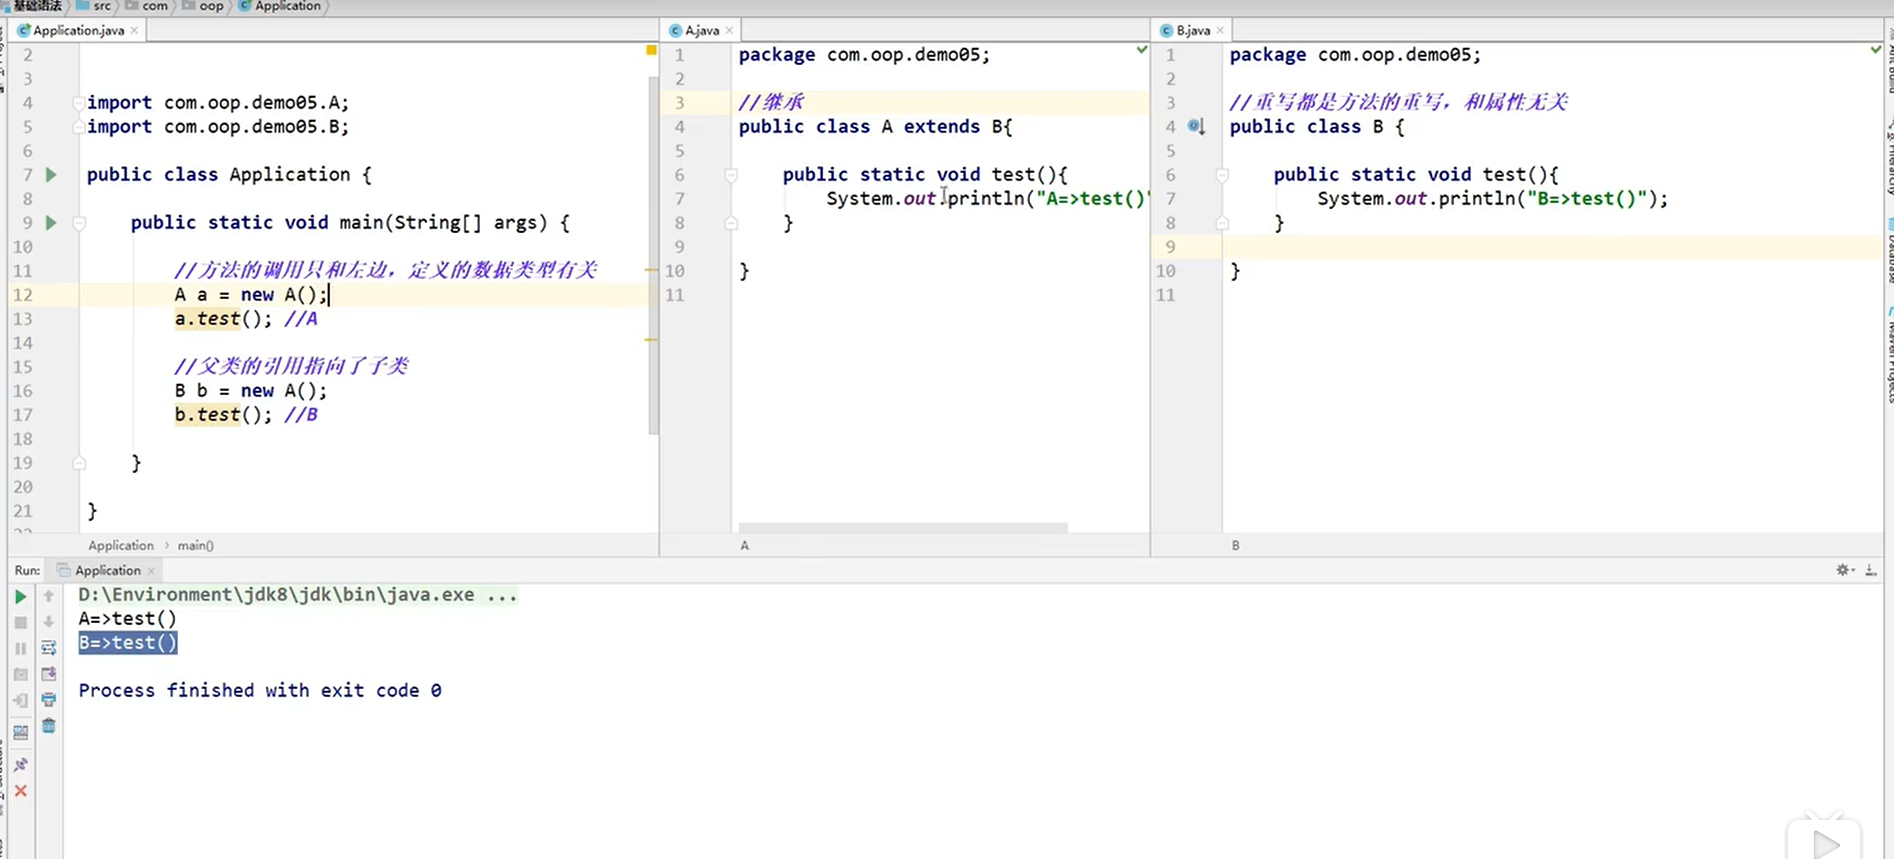 基础语法 src com oop Application
Application.java
2
3
4 import com.oop.demo05.A;
5 import com.oop.demo05.B;
6
7 public class Application {
8
9 public static void main(String[] args) {
10
11 //方法的调用只和左边，定义的数据类型有关
12 A a = new A();
13 a.test(); //A
14
15 //父类的引用指向了子类
16 B b = new A();
17 b.test(); //B
18
19 }
20
21 }
Application › main()
A.java
1 package com.oop.demo05;
2
3 //继承
4 public class A extends B{
5
6 public static void test(){
7 System.out.println("A=>test()"
8 }
9
10 }
11
A
B.java
1 package com.oop.demo05;
2
3 //重写都是方法的重写，和属性无关
4 public class B {
5
6 public static void test(){
7 System.out.println("B=>test()");
8 }
9
10 }
11
B
Run: Application
D:\Environment\jdk8\jdk\bin\java.exe ...
A=>test()
B=>test()
Process finished with exit code 0
Database